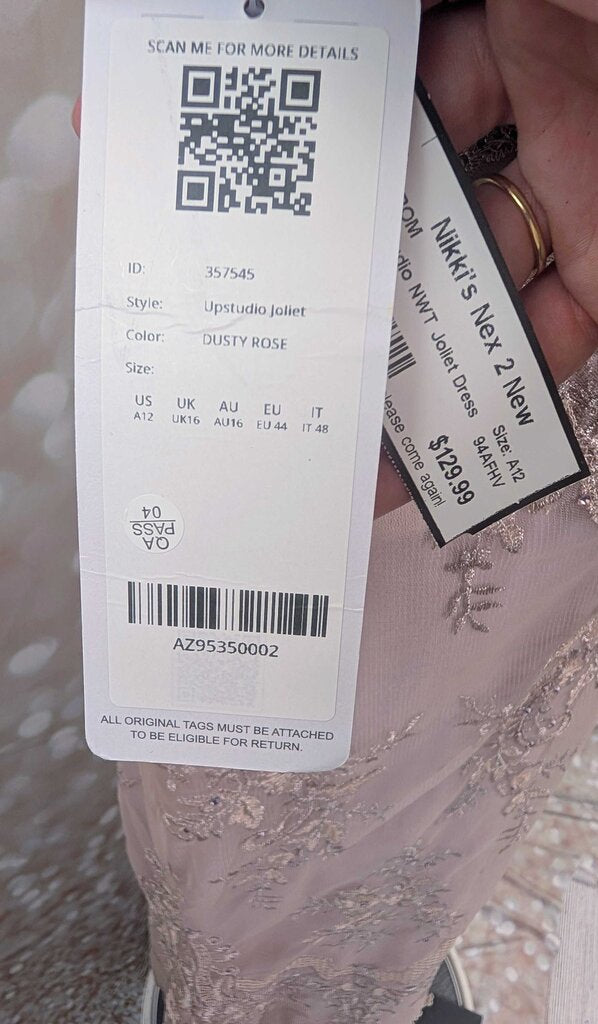 SCAN ME FOR MORE DETAILS
ID: 357545
Style: Upstudio Joliet
Color: DUSTY ROSE
Size:
US UK AU EU IT
A12 UK16 AU16 EU 44 IT 48
QA
PASS
04
AZ95350002
ALL ORIGINAL TAGS MUST BE ATTACHED
TO BE ELIGIBLE FOR RETURN.
Nikki's Nex 2 New
Size: A12
NWT Joliet Dress
94AFHV
$129.99
come again!